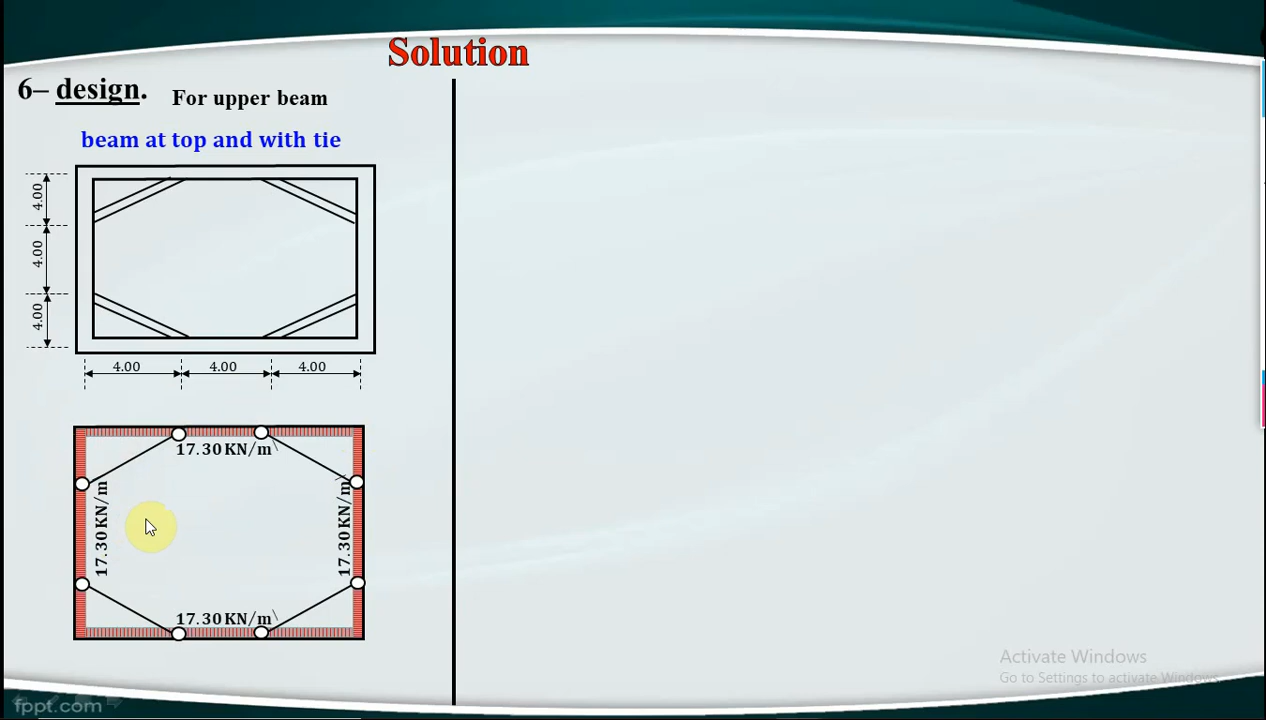 Solution
6– design. For upper beam
beam at top and with tie
4.00
4.00
4.00
4.00 4.00 4.00
17.30 KN/m\
17.30 KN/m
17.30 KN/m\
17.30 KN/m\
Activate Windows
Go to Settings to activate Windows.
fppt.com